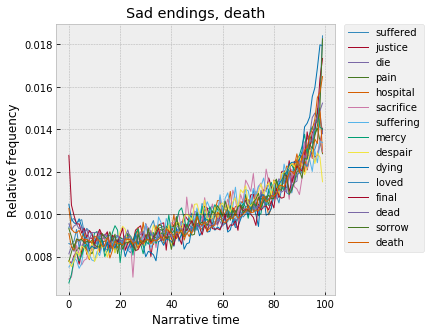 Sad endings, death
suffered
justice
die
pain
hospital
sacrifice
suffering
mercy
despair
dying
loved
final
dead
sorrow
death
0.018
0.016
0.014
0.012
0.010
0.008
Relative frequency
0 20 40 60 80 100
Narrative time